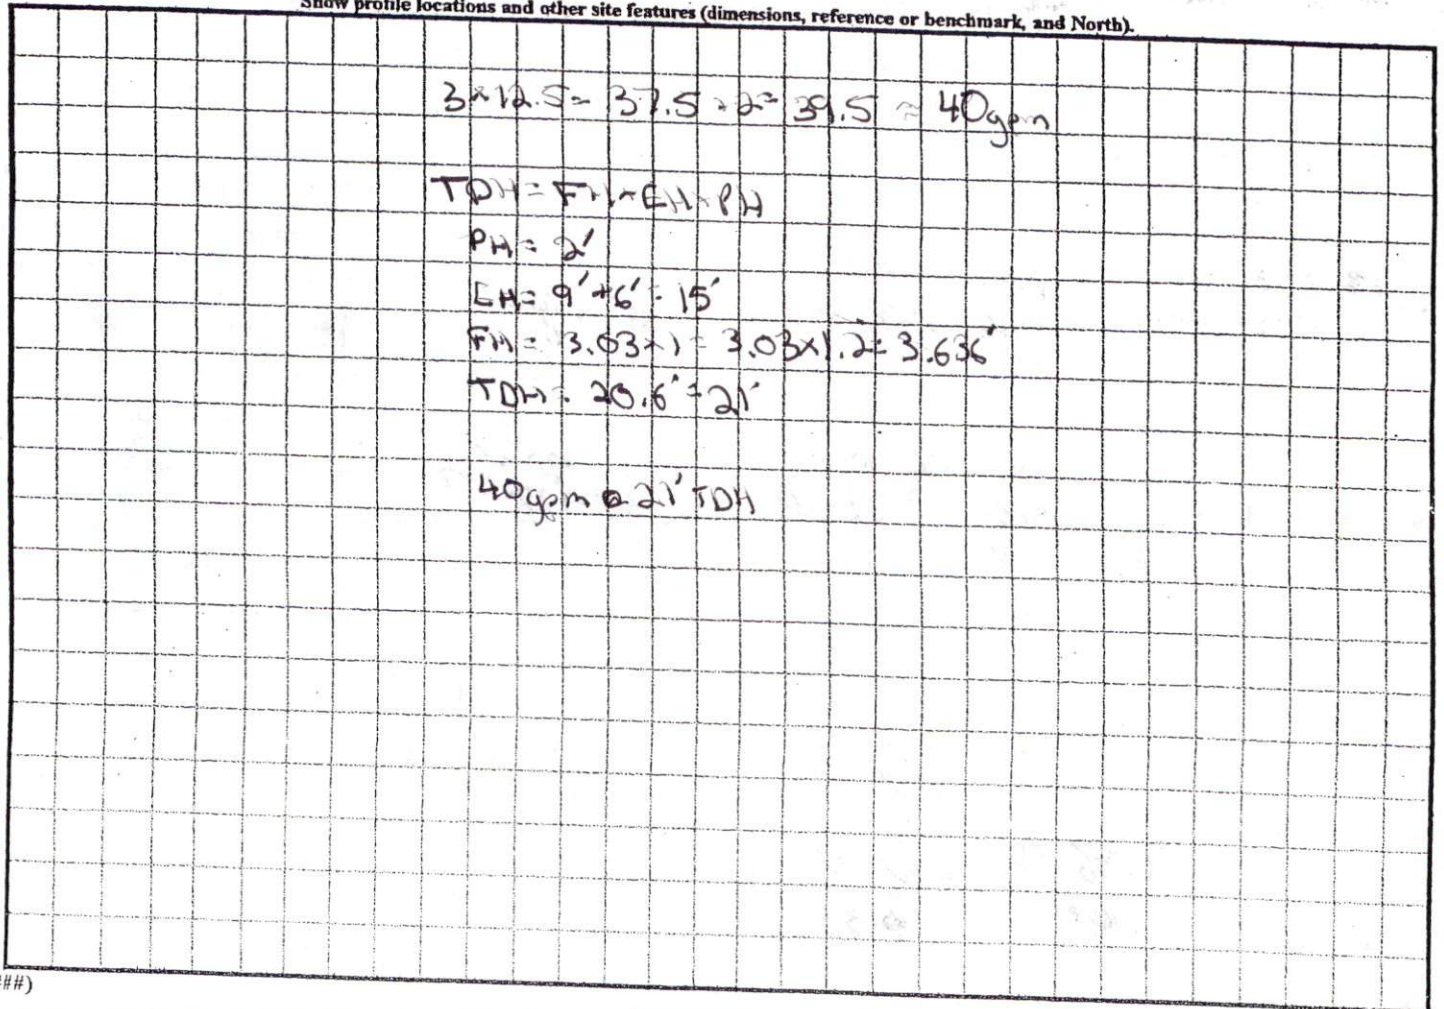 Show profile locations and other site features (dimensions, reference or benchmark, and North).
3 × 12.5 = 37.5 + 2 = 39.5 ≈ 40gpm
TDH = FH + EH + PH
PH = 2'
EH = 9' + 6' = 15'
FH = 3.03 × 1 = 3.03 × 1.2 = 3.636'
TDH = 20.6' = 21'
40gpm @ 21' TDH
##)